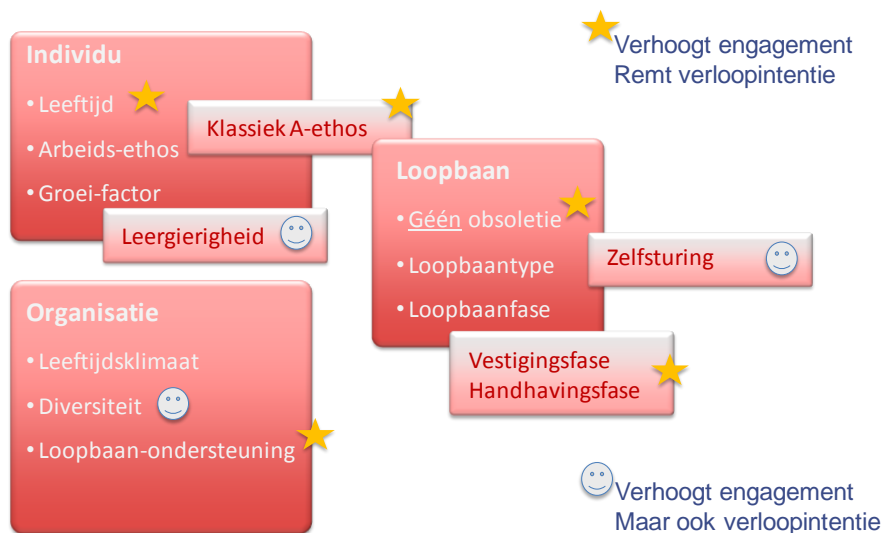 Individu
• Leeftijd
• Arbeids-ethos
• Groei-factor
Klassiek A-ethos
Leergierigheid
Loopbaan
• Géén obsoletie
• Loopbaantype
• Loopbaanfase
Zelfsturing
Vestigingsfase
Handhavingsfase
Organisatie
• Leeftijdsklimaat
• Diversiteit
• Loopbaan-ondersteuning
Verhoogt engagement
Remt verloopintentie
Verhoogt engagement
Maar ook verloopintentie